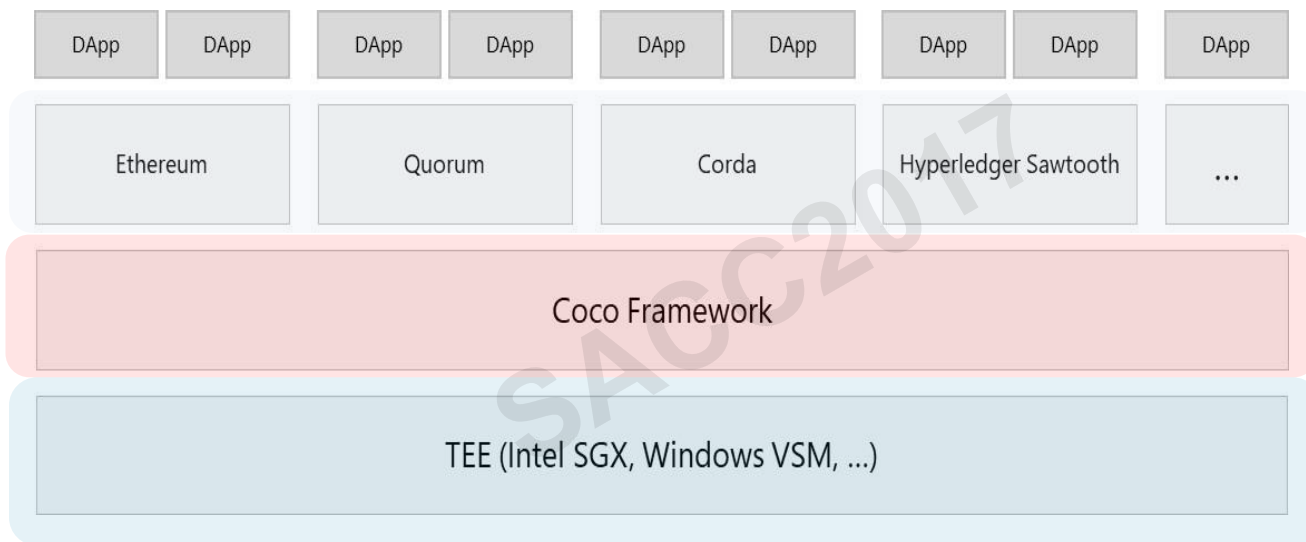 DApp DApp DApp DApp DApp DApp DApp DApp DApp
Ethereum Quorum Corda Hyperledger Sawtooth ...
Coco Framework
TEE (Intel SGX, Windows VSM, ...)
SACC2017